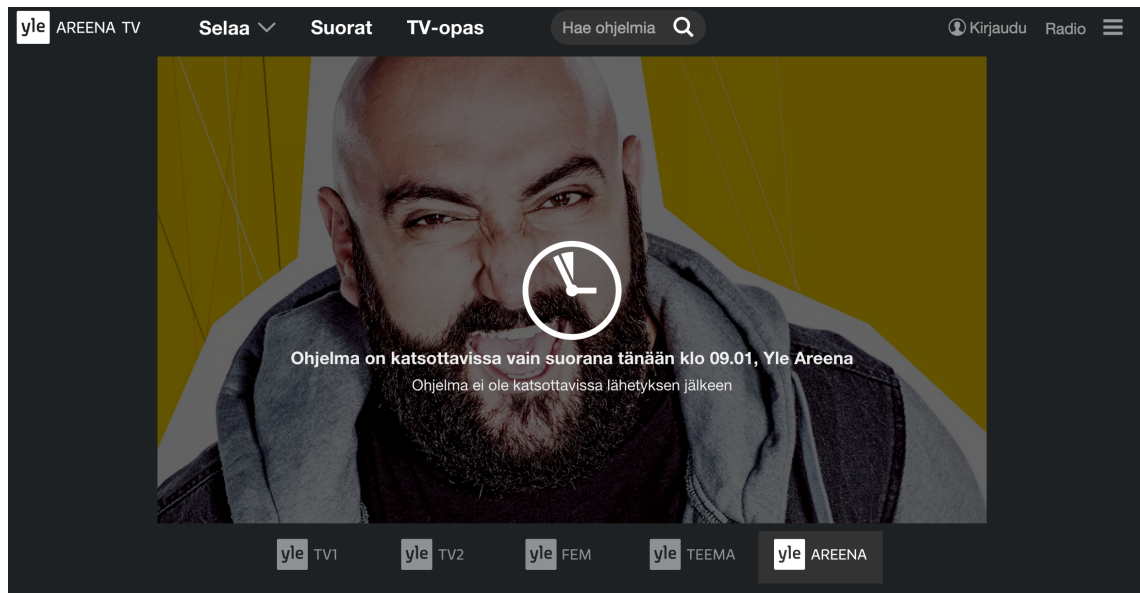 yle AREENA TV
Selaa Suorat TV-opas
Hae ohjelmia
Kirjaudu Radio
Ohjelma on katsottavissa vain suorana tänään klo 09.01, Yle Areena
Ohjelma ei ole katsottavissa lähetyksen jälkeen
yle TV1 yle TV2 yle FEM yle TEEMA yle AREENA